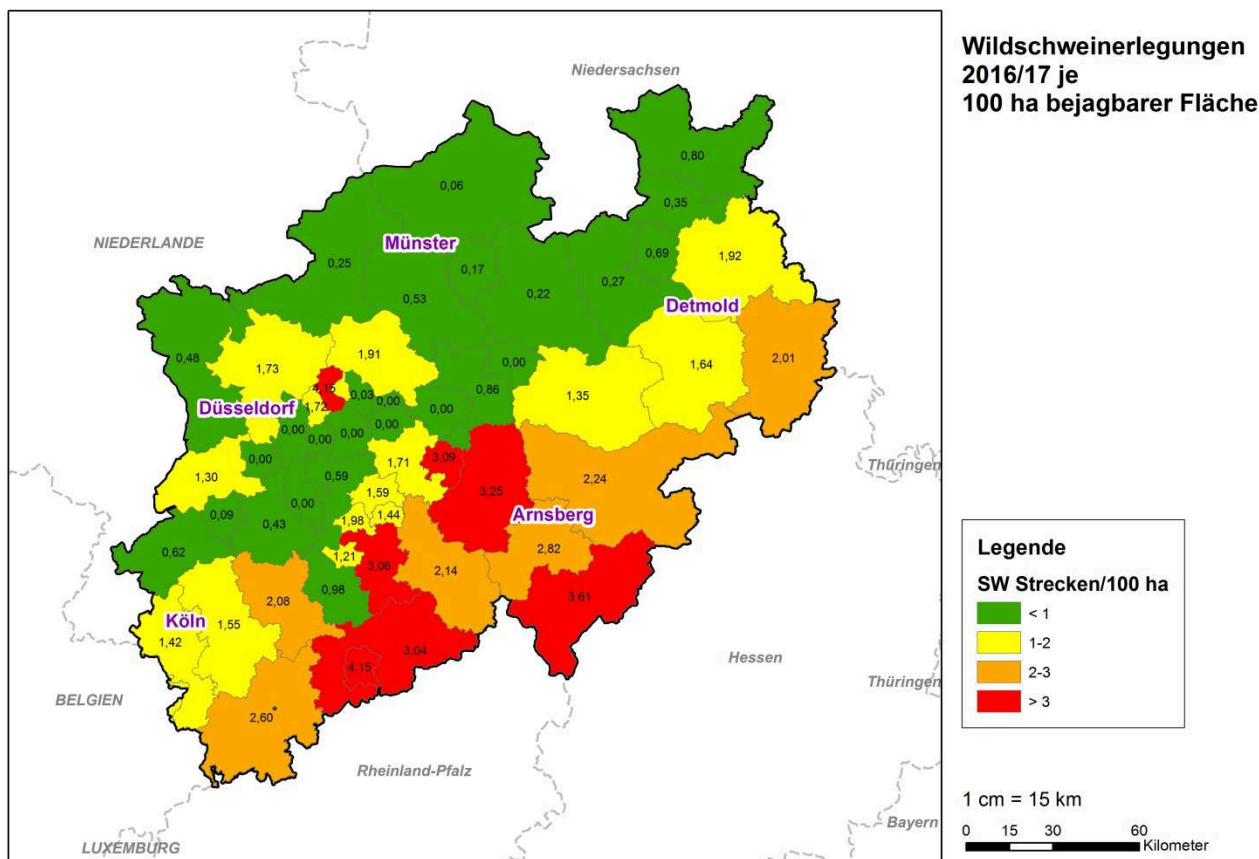 Wildschweinerlegungen
2016/17 je
100 ha bejagbarer Fläche
Niedersachsen
0,80
0,06
0,35
NIEDERLANDE
Münster
0,69
1,92
0,25
0,17
0,27
0,53
0,22
Detmold
0,48
1,73
1,91
0,00
1,64
2,01
4,15
0,03
0,86
1,35
Düsseldorf
1,72
0,00
0,00
0,00
0,00
0,00
0,00
0,00
1,71
3,09
Thüringen
1,30
0,59
2,24
1,59
3,25
0,00
0,09
0,43
1,98
1,44
Arnsberg
0,62
1,21
3,06
2,82
2,14
0,98
2,08
3,61
Köln
1,55
1,42
3,04
4,15
Hessen
Thüringen
BELGIEN
2,60*
Rheinland-Pfalz
Bayern
LUXEMBURG
Legende
SW Strecken/100 ha
< 1
1-2
2-3
> 3
1 cm = 15 km
0 15 30 60
Kilometer